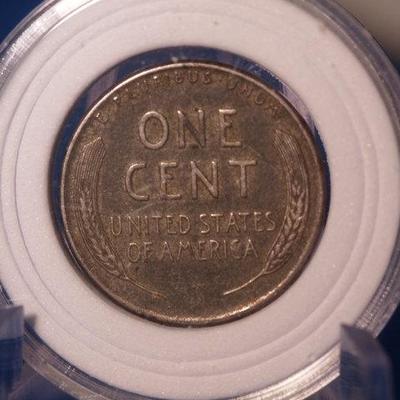 E · PLURIBUS · UNUM
ONE
CENT
UNITED STATES
OF AMERICA